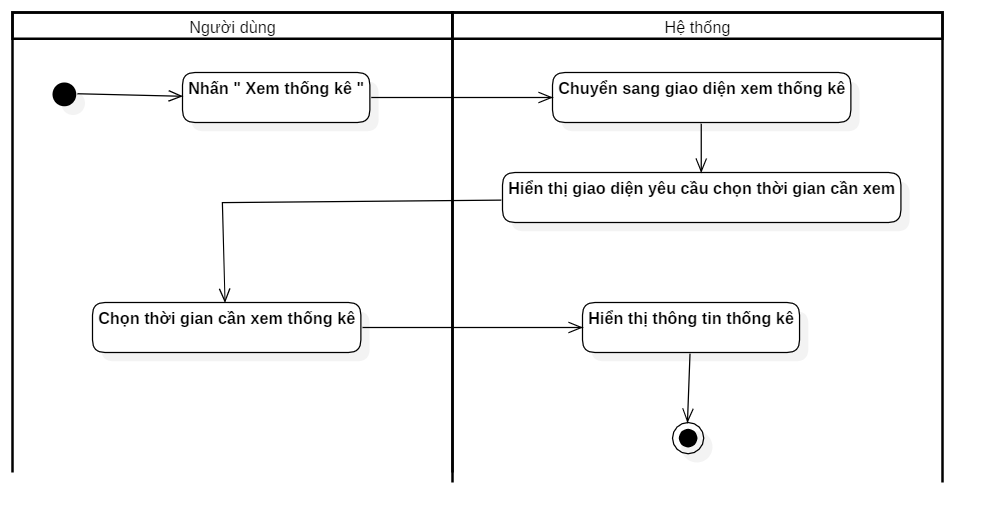 Người dùng
Hệ thống
Nhấn " Xem thống kê "
Chuyển sang giao diện xem thống kê
Hiển thị giao diện yêu cầu chọn thời gian cần xem
Chọn thời gian cần xem thống kê
Hiển thị thông tin thống kê